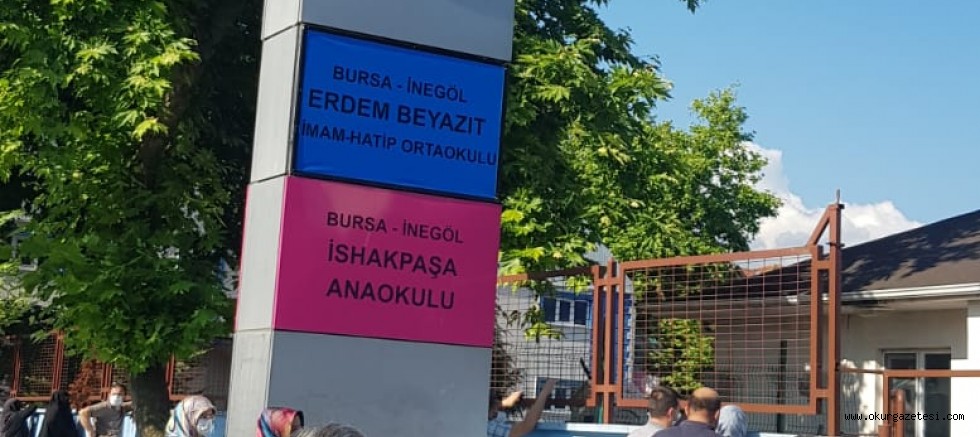 BURSA - İNEGÖL
ERDEM BEYAZIT
İMAM-HATİP ORTAOKULU
BURSA - İNEGÖL
İSHAKPAŞA
ANAOKULU
www.okurgazetesi.com